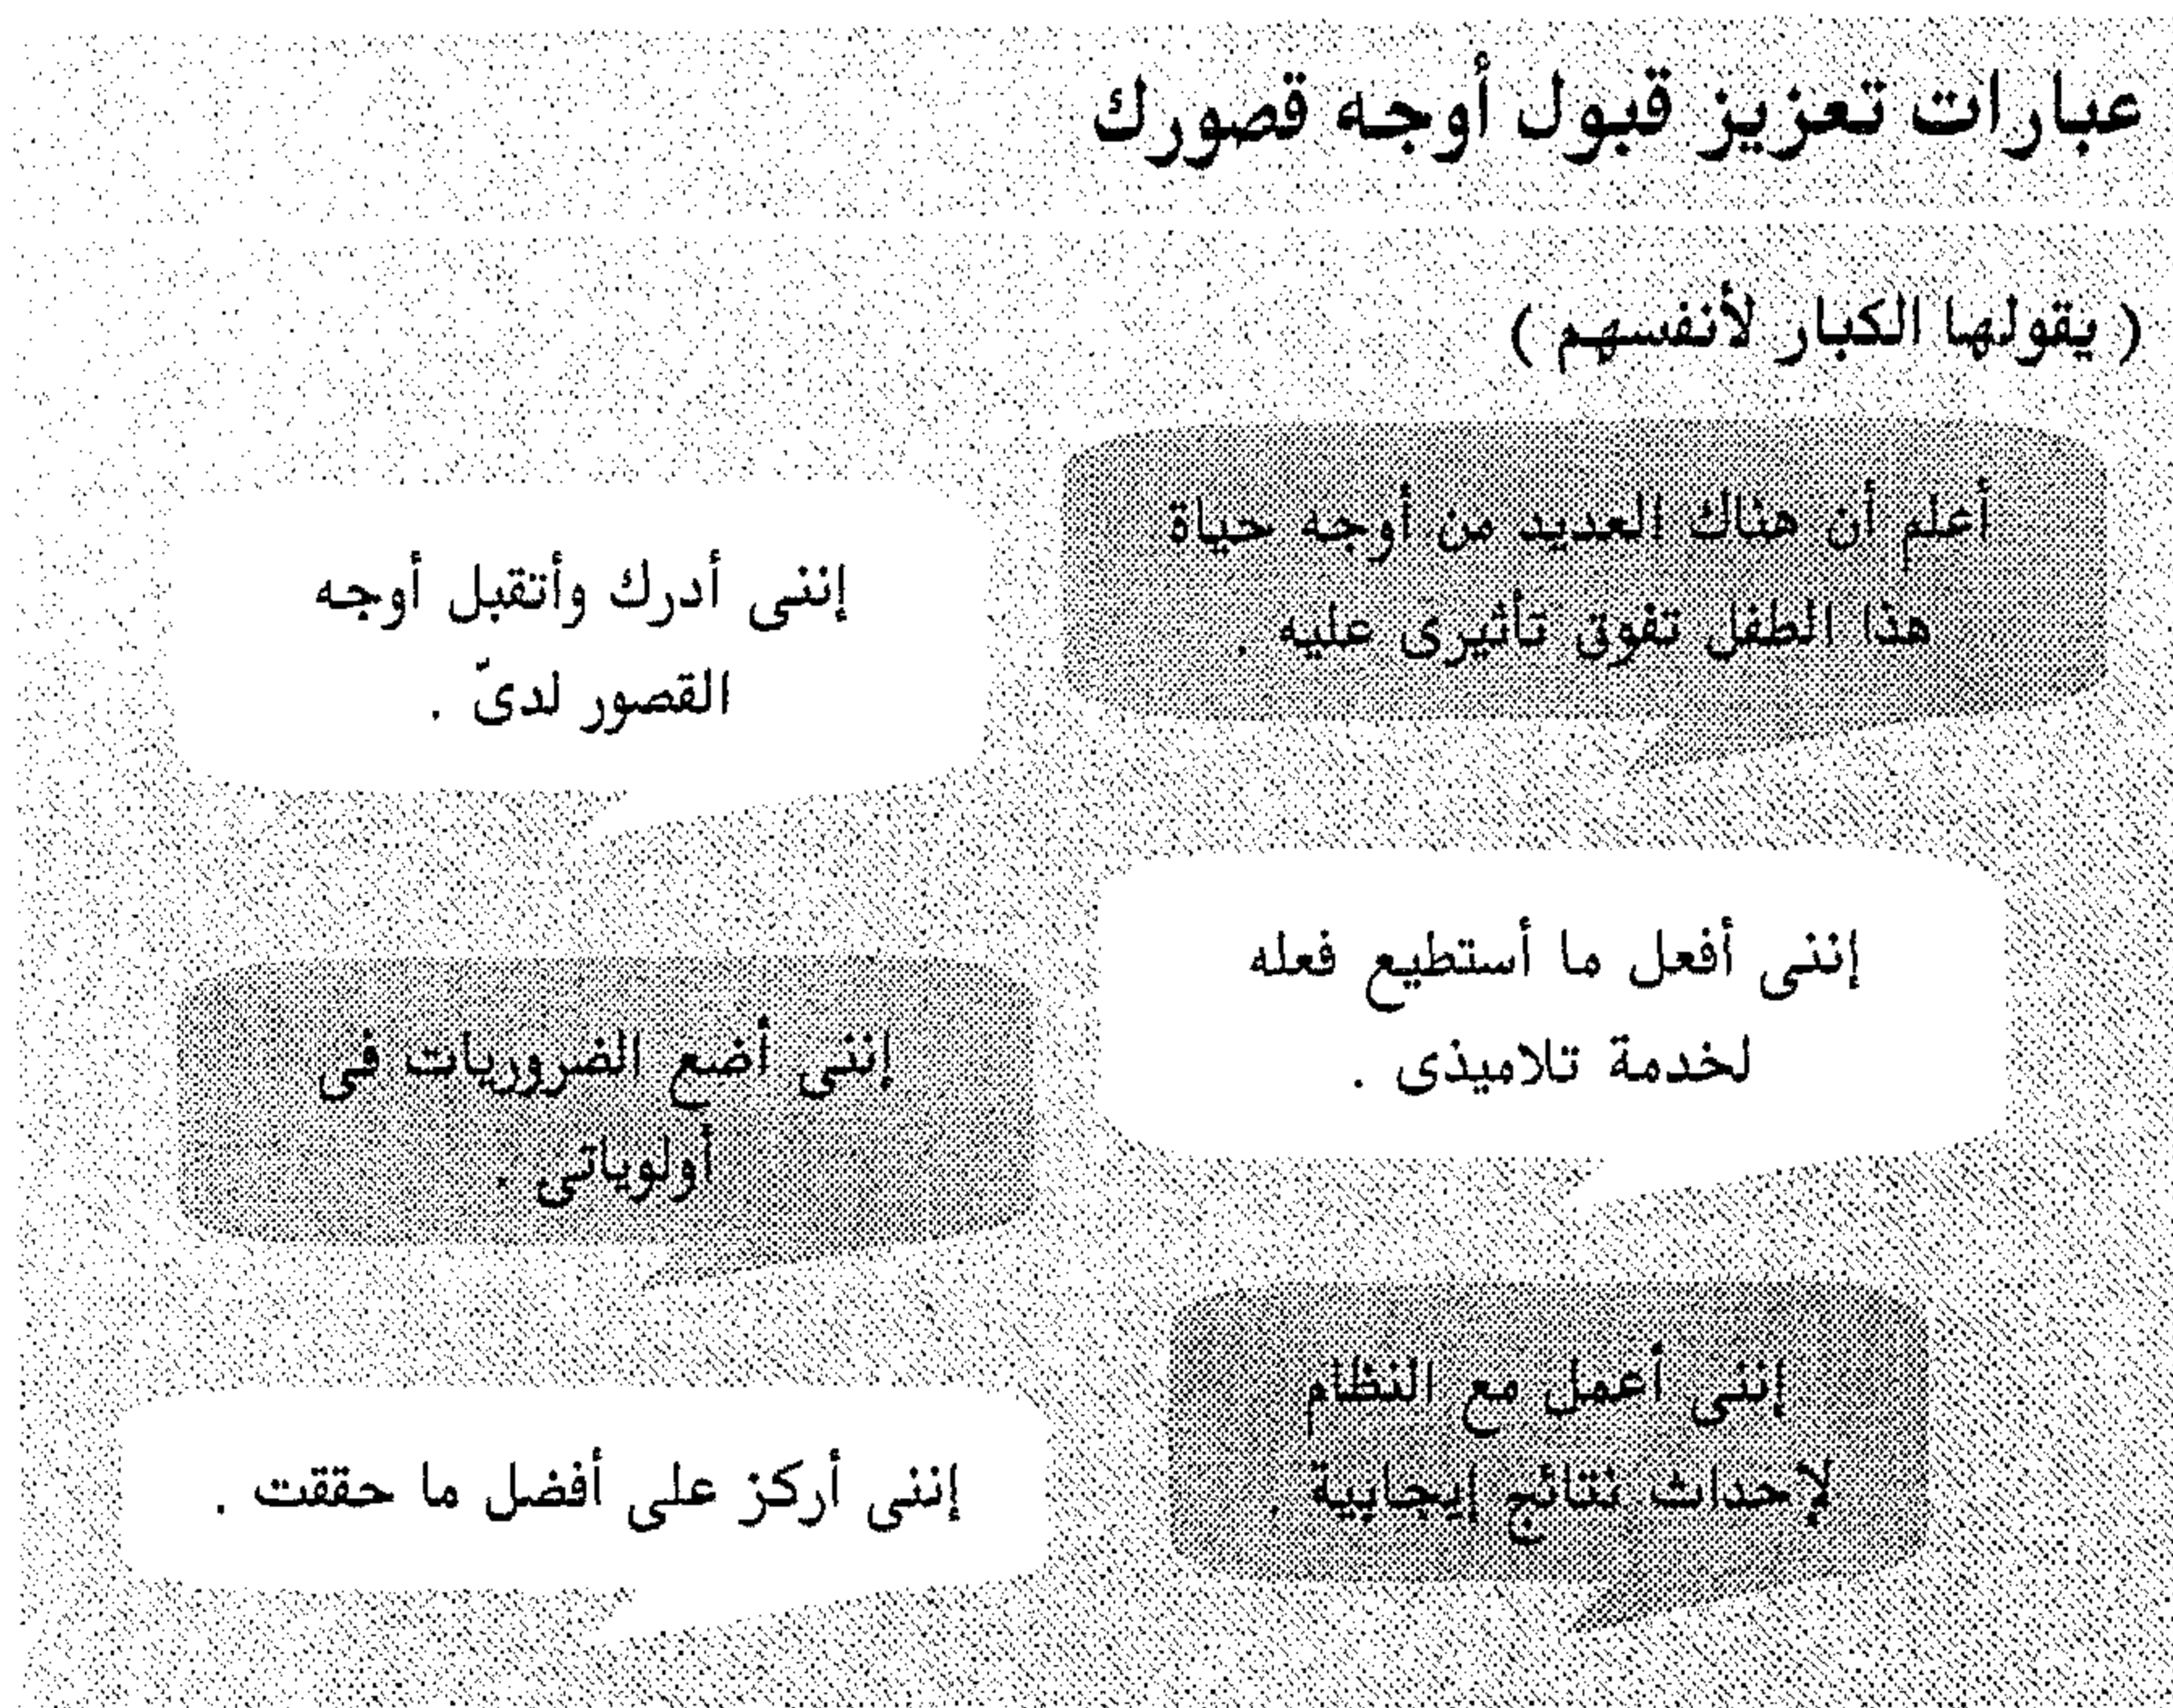 عبارات تعزيز قبول أوجه قصورك
( يقولها الكبار لأنفسهم )
أعلم أن هناك العديد من أوجه حياة
هذا الطفل تفوق تأثيرى عليه .
إننى أدرك وأتقبل أوجه
القصور لدىّ .
إننى أفعل ما أستطيع فعله
لخدمة تلاميذى .
إننى أضع الضروريات فى
أولوياتى .
إننى أعمل مع النظام
لإحداث نتائج إيجابية .
إننى أركز على أفضل ما حققت .